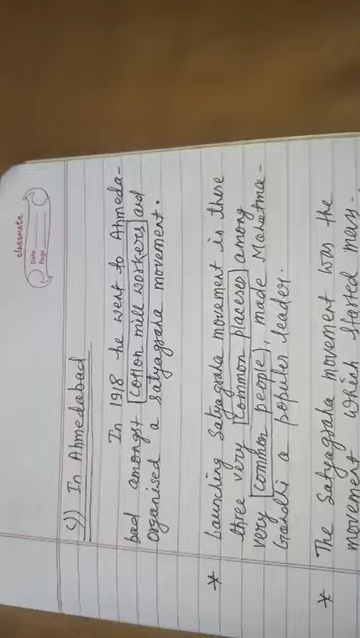 classmate
Date
Page
In Ahmedabad
In 1918 he went to Ahmeda-
bad amongst cotton mill workers and
organised a satyagraha movement.
* Launching Satyagraha movement in these
three very common placeses among
very common people, made Mahatma-
Gandhi a populer leader.
* The Satyagraha movement was the
movement which started mass-